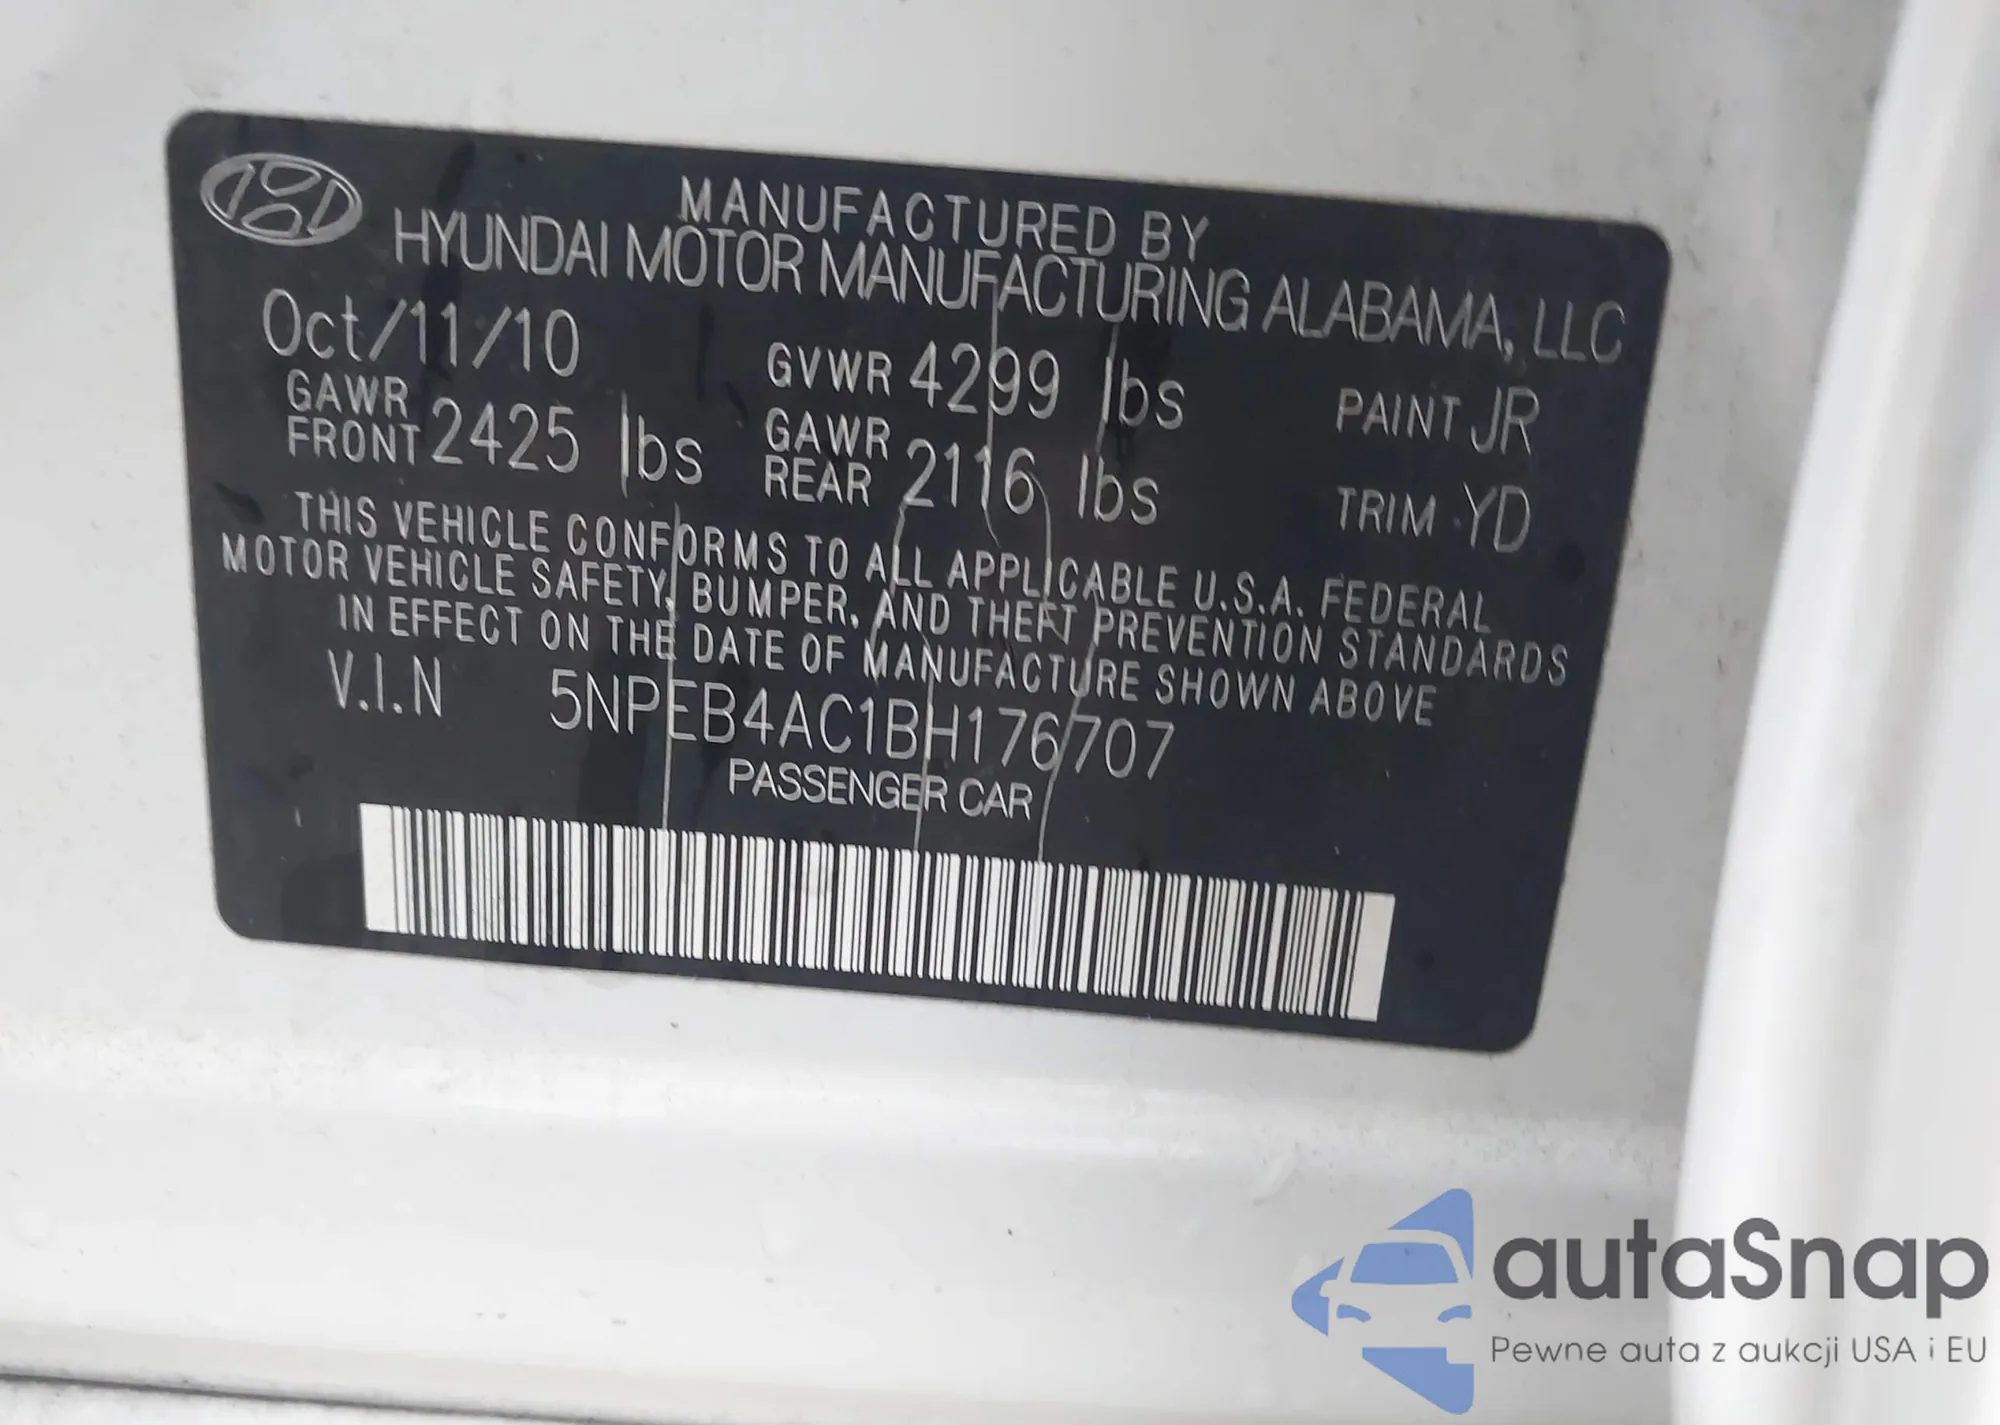 MANUFACTURED BY
HYUNDAI MOTOR MANUFACTURING ALABAMA, LLC
Oct/11/10 GVWR 4299 lbs PAINT JR
GAWR FRONT 2425 lbs GAWR REAR 2116 lbs TRIM YD
THIS VEHICLE CONFORMS TO ALL APPLICABLE U.S.A. FEDERAL
MOTOR VEHICLE SAFETY, BUMPER, AND THEFT PREVENTION STANDARDS
IN EFFECT ON THE DATE OF MANUFACTURE SHOWN ABOVE
V.I.N 5NPEB4AC1BH176707
PASSENGER CAR
autaSnap
Pewne auta z aukcji USA i EU